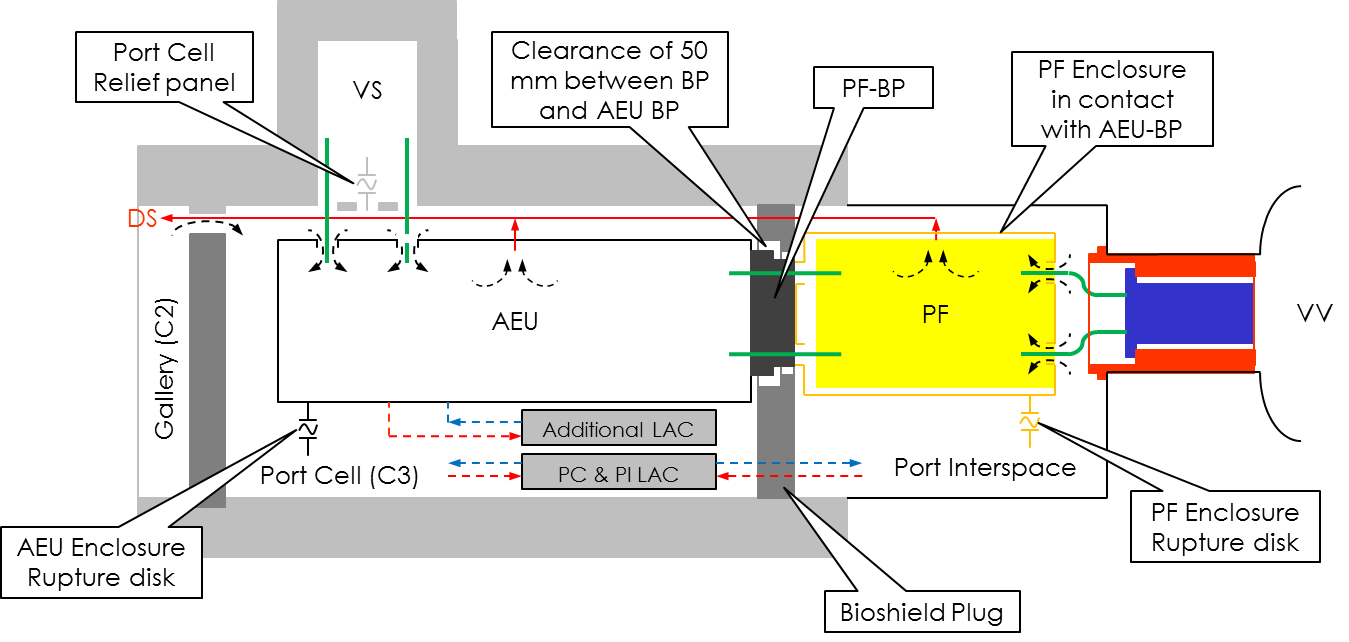 Port Cell
Relief panel
VS
Clearance of 50
mm between BP
and AEU BP
PF-BP
PF Enclosure
in contact
with AEU-BP
DS
Gallery (C2)
AEU
PF
VV
Additional LAC
PC & PI LAC
Port Cell (C3)
Port Interspace
AEU Enclosure
Rupture disk
PF Enclosure
Rupture disk
Bioshield Plug